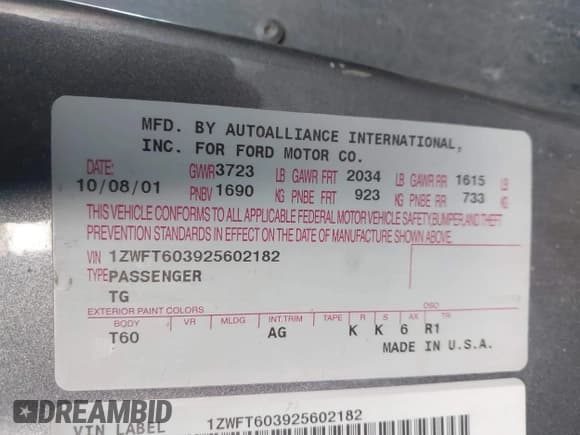 MFD. BY AUTOALLIANCE INTERNATIONAL,
INC. FOR FORD MOTOR CO.
DATE: GVWR 3723 LB GAWR FRT 2034 LB GAWR RR 1615 LB
10/08/01 PNBV 1690 KG PNBE FRT 923 KG PNBE RR 733 KG
THIS VEHICLE CONFORMS TO ALL APPLICABLE FEDERAL MOTOR VEHICLE SAFETY, BUMPER, AND THEFT
PREVENTION STANDARDS IN EFFECT ON THE DATE OF MANUFACTURE SHOWN ABOVE.
VIN 1ZWFT603925602182
TYPE PASSENGER
TG
EXTERIOR PAINT COLORS DSO
BODY VR MLDG INT.TRIM TAPE R S AX TR
T60 AG K K 6 R1
MADE IN U.S.A.
1ZWFT603925602182
VIN LABEL
DREAMBID